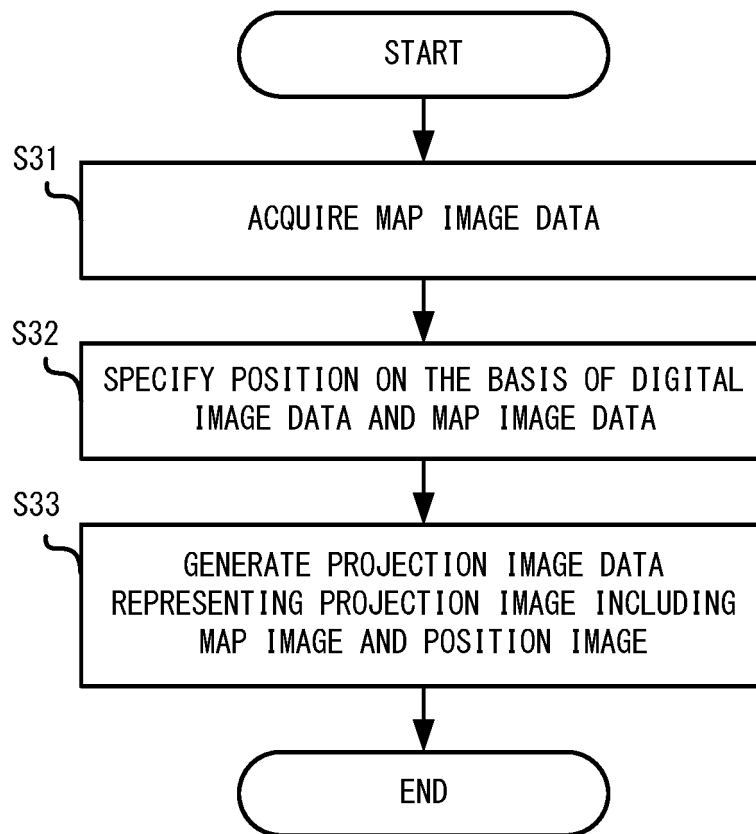 START
S31
ACQUIRE MAP IMAGE DATA
S32
SPECIFY POSITION ON THE BASIS OF DIGITAL
IMAGE DATA AND MAP IMAGE DATA
S33
GENERATE PROJECTION IMAGE DATA
REPRESENTING PROJECTION IMAGE INCLUDING
MAP IMAGE AND POSITION IMAGE
END